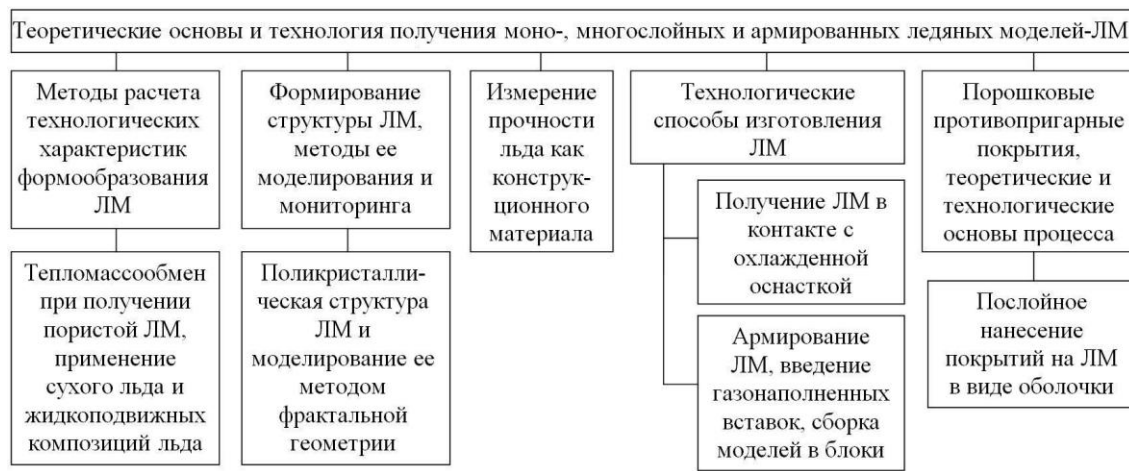 Теоретические основы и технология получения моно-, многослойных и армированных ледяных моделей-ЛМ
Методы расчета
технологических
характеристик
формообразования
ЛМ
Формирование
структуры ЛМ,
методы ее
моделирования и
мониторинга
Измерение
прочности
льда как
конструк-
ционного
материала
Технологические
способы изготовления
ЛМ
Порошковые
противопригарные
покрытия,
теоретические и
технологические
основы процесса
Тепломассообмен
при получении
пористой ЛМ,
применение
сухого льда и
жидкоподвижных
композиций льда
Поликристалли-
ческая структура
ЛМ и
моделирование ее
методом
фрактальной
геометрии
Получение ЛМ в
контакте с
охлажденной
оснасткой
Армирование
ЛМ, введение
газонаполненных
вставок, сборка
моделей в блоки
Послойное
нанесение
покрытий на ЛМ
в виде оболочки